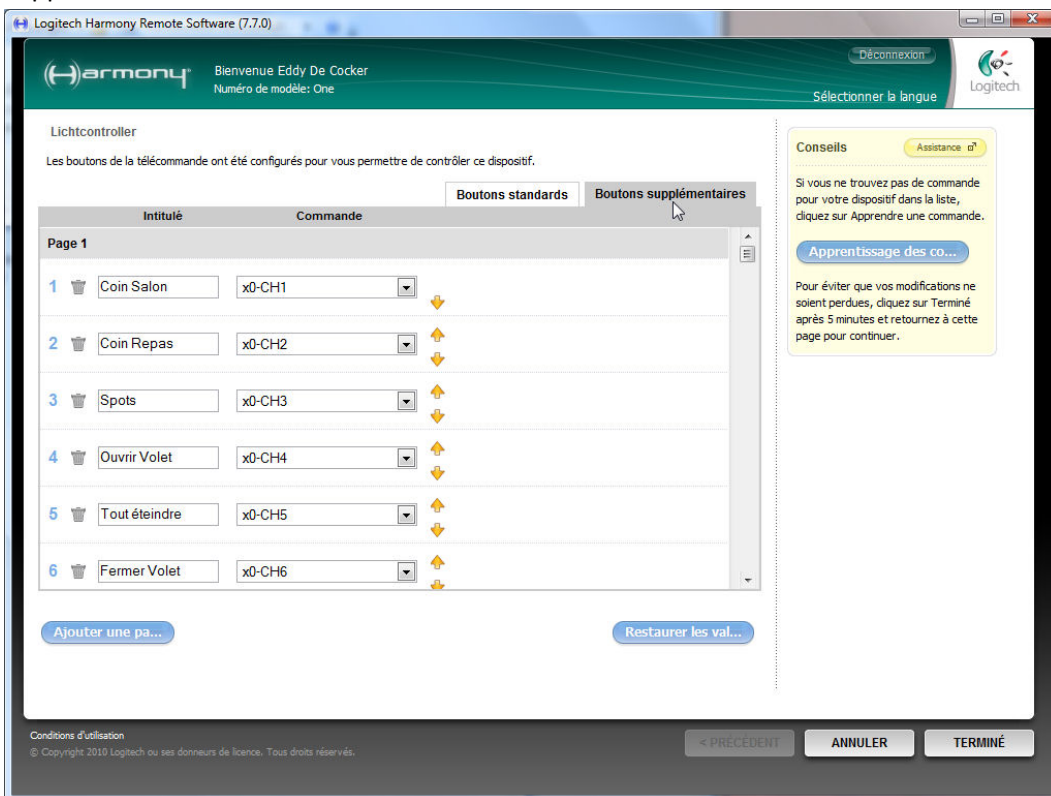 Logitech Harmony Remote Software (7.7.0)
Harmony
Bienvenue Eddy De Cocker
Numéro de modèle: One
Déconnexion
Sélectionner la langue
Logitech
Lichtcontroller
Les boutons de la télécommande ont été configurés pour vous permettre de contrôler ce dispositif.
Boutons standards
Boutons supplémentaires
Intitulé Commande
Page 1
1 Coin Salon x0-CH1
2 Coin Repas x0-CH2
3 Spots x0-CH3
4 Ouvrir Volet x0-CH4
5 Tout éteindre x0-CH5
6 Fermer Volet x0-CH6
Ajouter une pa...
Restaurer les val...
Conseils
Assistance
Si vous ne trouvez pas de commande
pour votre dispositif dans la liste,
cliquez sur Apprendre une commande.
Apprentissage des co...
Pour éviter que vos modifications ne
soient perdues, cliquez sur Terminé
après 5 minutes et retournez à cette
page pour continuer.
Conditions d'utilisation
© Copyright 2010 Logitech ou ses donneurs de licence. Tous droits réservés.
< PRÉCÉDENT
ANNULER
TERMINÉ